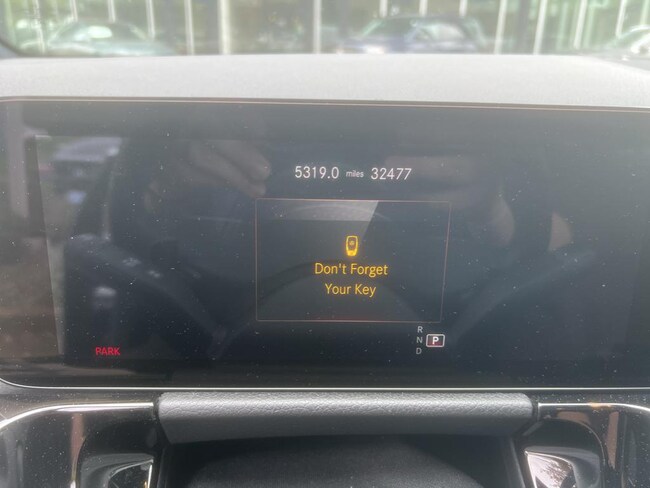 5319.0 miles 32477
Don't Forget
Your Key
R
N P
D
PARK